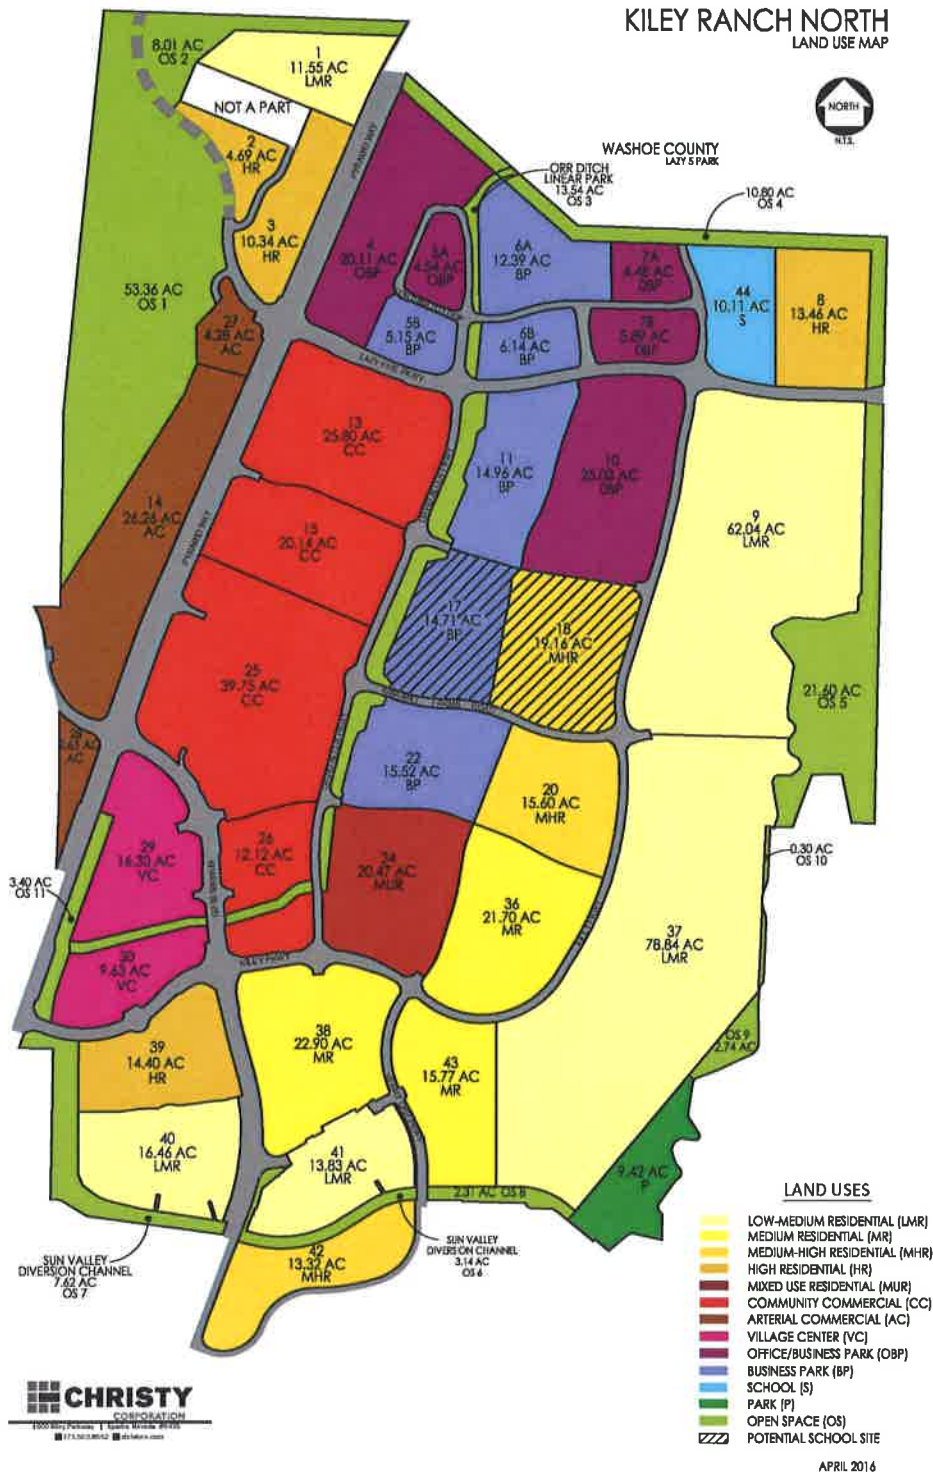 KILEY RANCH NORTH
LAND USE MAP
NORTH
N.T.S.
WASHOE COUNTY
LAZY 5 PARK
ORR DITCH
LINEAR PARK
13.54 AC
OS 3
10.80 AC
OS 4
8.01 AC
OS 2
1
11.55 AC
LMR
NOT A PART
2
4.69 AC
HR
3
10.34 AC
HR
PYRAMID WAY
4
20.11 AC
OBP
5A
4.54 AC
OBP
6A
12.39 AC
BP
7A
4.48 AC
OBP
44
10.11 AC
S
8
13.46 AC
HR
53.36 AC
OS 1
27
4.28 AC
AC
5B
5.15 AC
BP
6B
6.14 AC
BP
7B
5.89 AC
OBP
LAZY FIVE PKWY
13
25.80 AC
CC
11
14.96 AC
BP
10
25.02 AC
OBP
9
62.04 AC
LMR
14
26.26 AC
AC
PYRAMID WAY
15
20.14 AC
CC
17
14.71 AC
BP
18
19.16 AC
MHR
25
39.75 AC
CC
21.60 AC
OS 5
28
AC
22
15.52 AC
BP
20
15.60 AC
MHR
29
16.30 AC
VC
26
12.12 AC
CC
34
20.47 AC
MUR
36
21.70 AC
MR
0.30 AC
OS 10
3.40 AC
OS 11
37
78.84 AC
LMR
30
9.63 AC
VC
KILEY PKWY
38
22.90 AC
MR
39
14.40 AC
HR
43
15.77 AC
MR
OS 9
2.74 AC
40
16.46 AC
LMR
41
13.83 AC
LMR
9.42 AC
P
2.31 AC OS 8
SUN VALLEY
DIVERSION CHANNEL
7.62 AC
OS 7
42
13.32 AC
MHR
SUN VALLEY
DIVERSION CHANNEL
3.14 AC
OS 6
LAND USES
LOW-MEDIUM RESIDENTIAL (LMR)
MEDIUM RESIDENTIAL (MR)
MEDIUM-HIGH RESIDENTIAL (MHR)
HIGH RESIDENTIAL (HR)
MIXED USE RESIDENTIAL (MUR)
COMMUNITY COMMERCIAL (CC)
ARTERIAL COMMERCIAL (AC)
VILLAGE CENTER (VC)
OFFICE/BUSINESS PARK (OBP)
BUSINESS PARK (BP)
SCHOOL (S)
PARK (P)
OPEN SPACE (OS)
POTENTIAL SCHOOL SITE
CHRISTY
CORPORATION
APRIL 2016